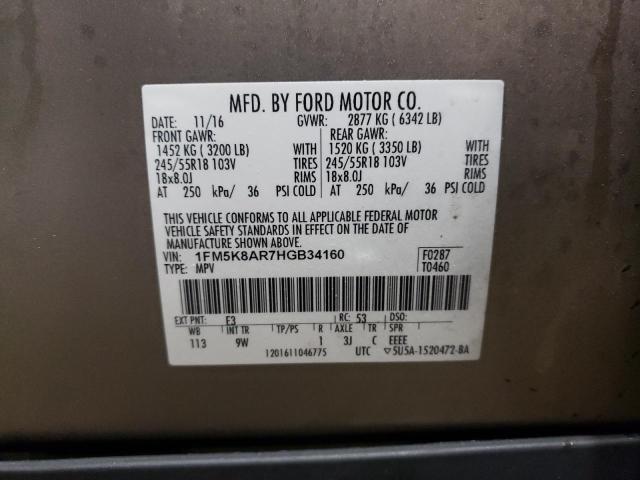 MFD. BY FORD MOTOR CO.
DATE: 11/16 GVWR: 2877 KG ( 6342 LB)
FRONT GAWR: REAR GAWR:
1452 KG ( 3200 LB) WITH 1520 KG ( 3350 LB) WITH
245/55R18 103V TIRES 245/55R18 103V TIRES
18x8.0J RIMS 18x8.0J RIMS
AT 250 kPa/ 36 PSI COLD AT 250 kPa/ 36 PSI COLD
THIS VEHICLE CONFORMS TO ALL APPLICABLE FEDERAL MOTOR
VEHICLE SAFETY STANDARDS IN EFFECT ON THE DATE OF
MANUFACTURE SHOWN ABOVE.
VIN: 1FM5K8AR7HGB34160 F0287
TYPE: MPV T0460
EXT PNT: E3 RC: 53 DSO:
WB INT TR TP/PS R AXLE TR SPR
113 9W 1 3J C EEEE
1201611046775 UTC ▽5U5A-1520472-BA